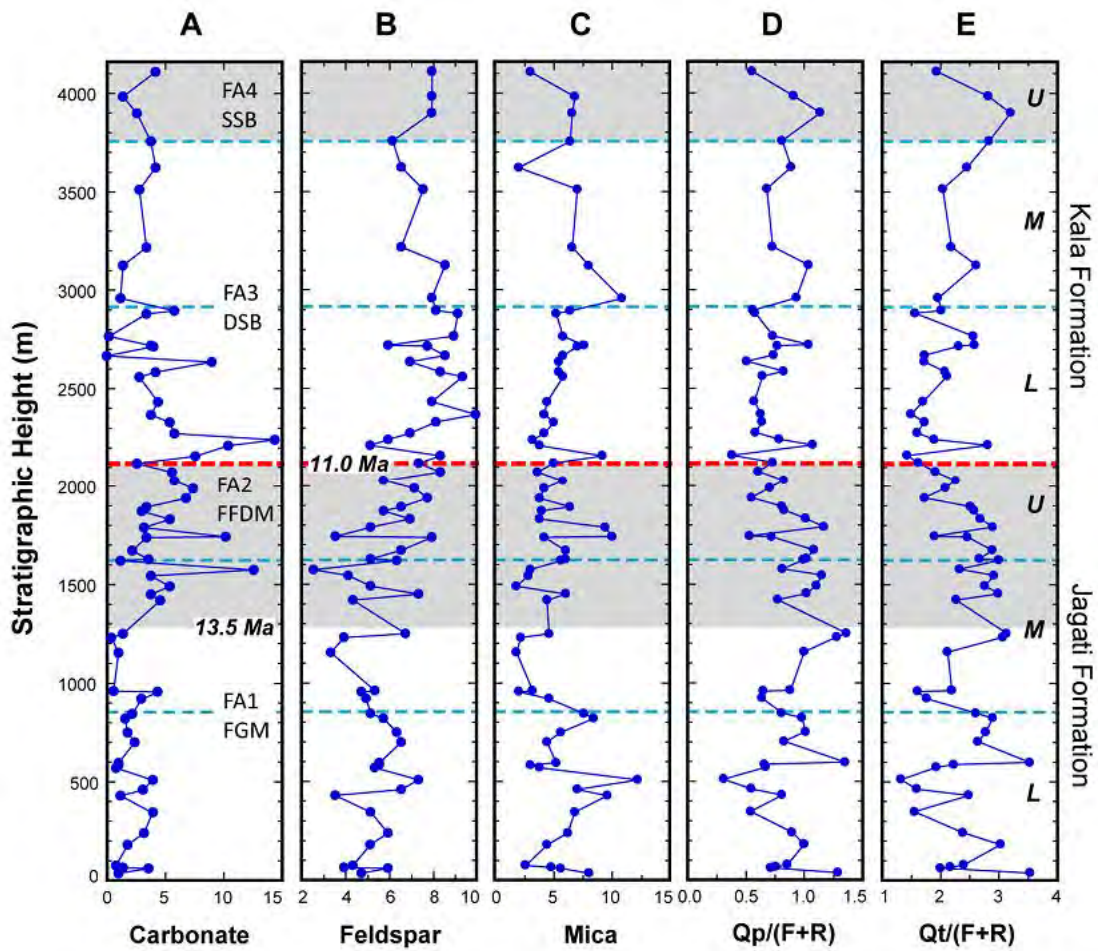 A B C D E
Stratigraphic Height (m)
4000
3500
3000
2500
2000
1500
1000
500
0
FA4
SSB
FA3
DSB
11.0 Ma
FA2
FFDM
13.5 Ma
FA1
FGM
U
M
L
U
M
L
Kala Formation
Jagati Formation
0 5 10 15
2 4 6 8 10
0 5 10 15
0.0 0.5 1.0 1.5
1 2 3 4
Carbonate Feldspar Mica Qp/(F+R) Qt/(F+R)